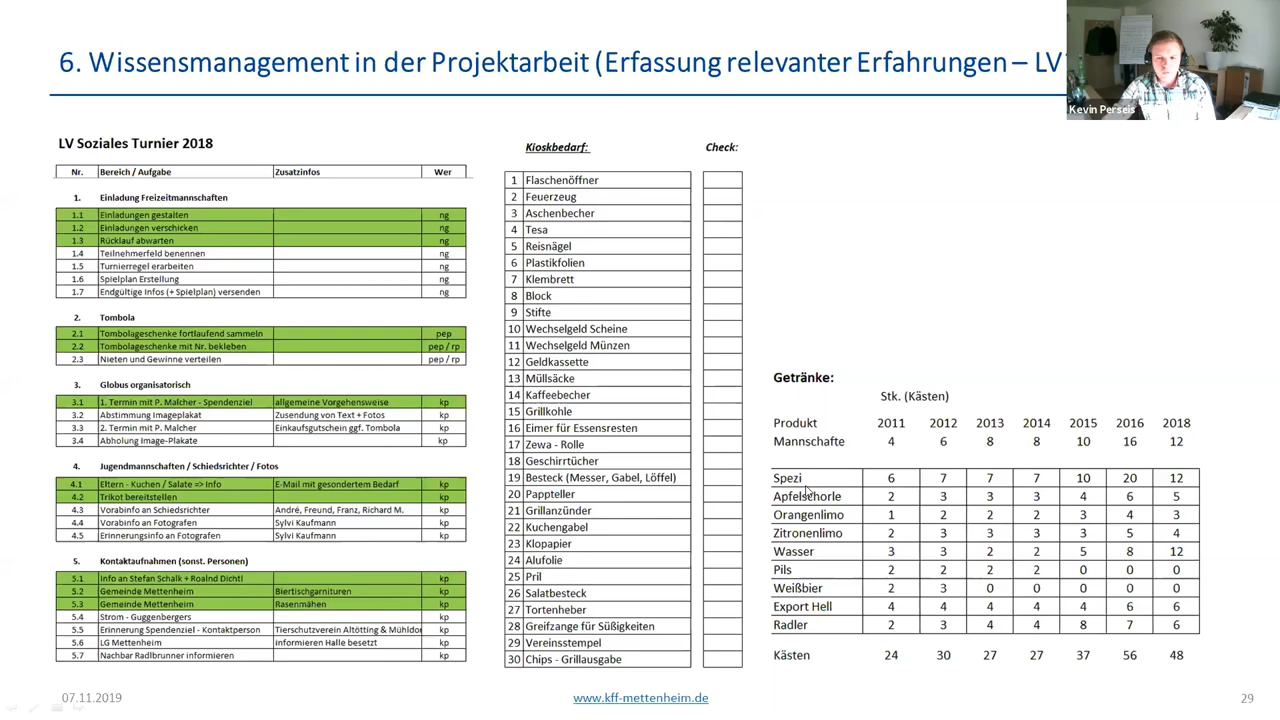 6. Wissensmanagement in der Projektarbeit (Erfassung relevanter Erfahrungen – LV
Kevin Perseis
LV Soziales Turnier 2018
Nr. Bereich / Aufgabe Zusatzinfos Wer
1. Einladung Freizeitmannschaften
1.1 Einladungen gestalten ng
1.2 Einladungen verschicken ng
1.3 Rücklauf abwarten ng
1.4 Teilnehmerfeld benennen ng
1.5 Turnierregel erarbeiten ng
1.6 Spielplan Erstellung ng
1.7 Endgültige Infos (+ Spielplan) versenden ng
2. Tombola
2.1 Tombolageschenke fortlaufend sammeln pep
2.2 Tombolageschenke mit Nr. bekleben pep / rp
2.3 Nieten und Gewinne verteilen pep / rp
3. Globus organisatorisch
3.1 1. Termin mit P. Malcher - Spendenziel allgemeine Vorgehensweise kp
3.2 Abstimmung Imageplakat Zusendung von Text + Fotos kp
3.3 2. Termin mit P. Malcher Einkaufsgutschein ggf. Tombola kp
3.4 Abholung Image-Plakate kp
4. Jugendmannschaften / Schiedsrichter / Fotos
4.1 Eltern - Kuchen / Salate => Info E-Mail mit gesondertem Bedarf kp
4.2 Trikot bereitstellen kp
4.3 Vorabinfo an Schiedsrichter André, Freund, Franz, Richard M. kp
4.4 Vorabinfo an Fotografen Sylvi Kaufmann kp
4.5 Erinnerungsinfo an Fotografen Sylvi Kaufmann kp
5. Kontaktaufnahmen (sonst. Personen)
5.1 Info an Stefan Schalk + Roalnd Dichtl kp
5.2 Gemeinde Mettenheim Biertischgarnituren kp
5.3 Gemeinde Mettenheim Rasenmähen kp
5.4 Strom - Guggenbergers kp
5.5 Erinnerung Spendenziel - Kontaktperson Tierschutzverein Altötting & Mühldor kp
5.6 LG Mettenheim informieren Halle besetzt kp
5.7 Nachbar Radlbrunner informieren kp
Kioskbedarf: Check:
1 Flaschenöffner
2 Feuerzeug
3 Aschenbecher
4 Tesa
5 Reisnägel
6 Plastikfolien
7 Klembrett
8 Block
9 Stifte
10 Wechselgeld Scheine
11 Wechselgeld Münzen
12 Geldkassette
13 Müllsäcke
14 Kaffeebecher
15 Grillkohle
16 Eimer für Essensresten
17 Zewa - Rolle
18 Geschirrtücher
19 Besteck (Messer, Gabel, Löffel)
20 Pappteller
21 Grillanzünder
22 Kuchengabel
23 Klopapier
24 Alufolie
25 Pril
26 Salatbesteck
27 Tortenheber
28 Greifzange für Süßigkeiten
29 Vereinsstempel
30 Chips - Grillausgabe
Getränke:
Stk. (Kästen)
Produkt 2011 2012 2013 2014 2015 2016 2018
Mannschafte 4 6 8 8 10 16 12
Spezi 6 7 7 7 10 20 12
Apfelschorle 2 3 3 3 4 6 5
Orangenlimo 1 2 2 2 3 4 3
Zitronenlimo 2 3 3 3 3 5 4
Wasser 3 3 2 2 5 8 12
Pils 2 2 2 2 0 0 0
Weißbier 2 3 0 0 0 0 0
Export Hell 4 4 4 4 4 6 6
Radler 2 3 4 4 8 7 6
Kästen 24 30 27 27 37 56 48
07.11.2019
www.kff-mettenheim.de
29